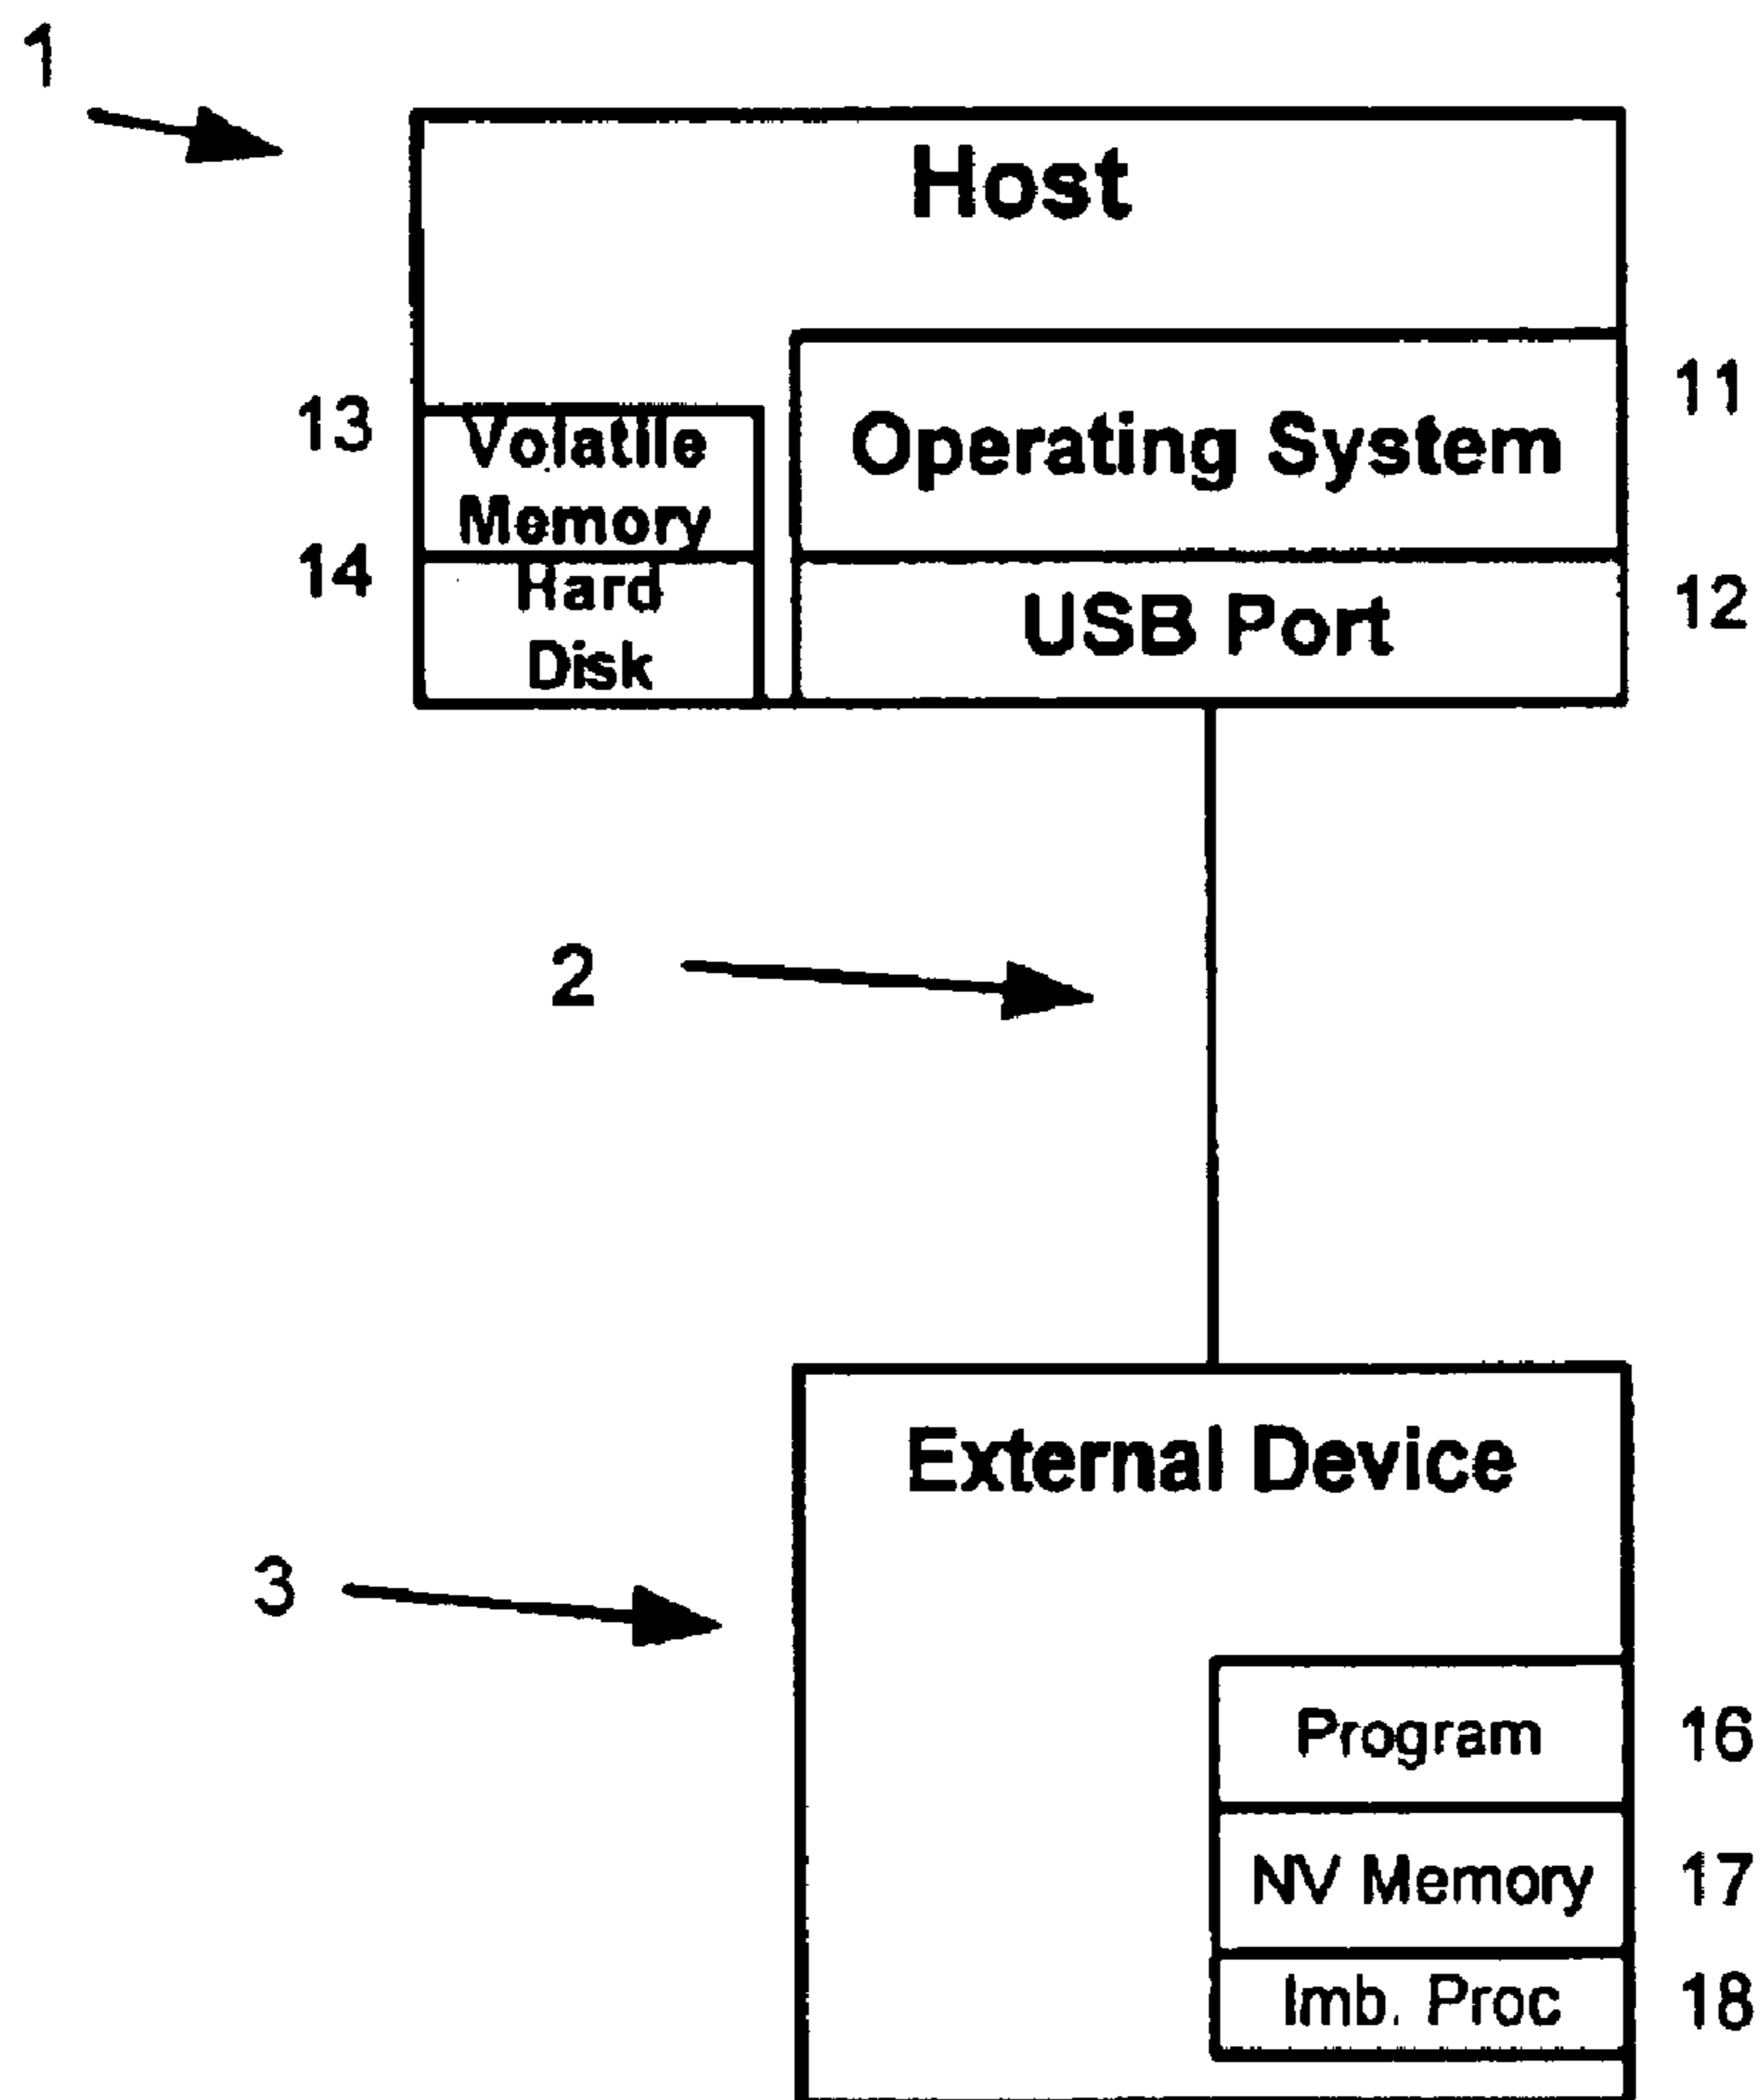 1
Host
11
13
Volatile
Memory
Operating System
14
Hard
Disk
USB Port
12
2
External Device
3
Program
16
NV Memory
17
Imb. Proc
18